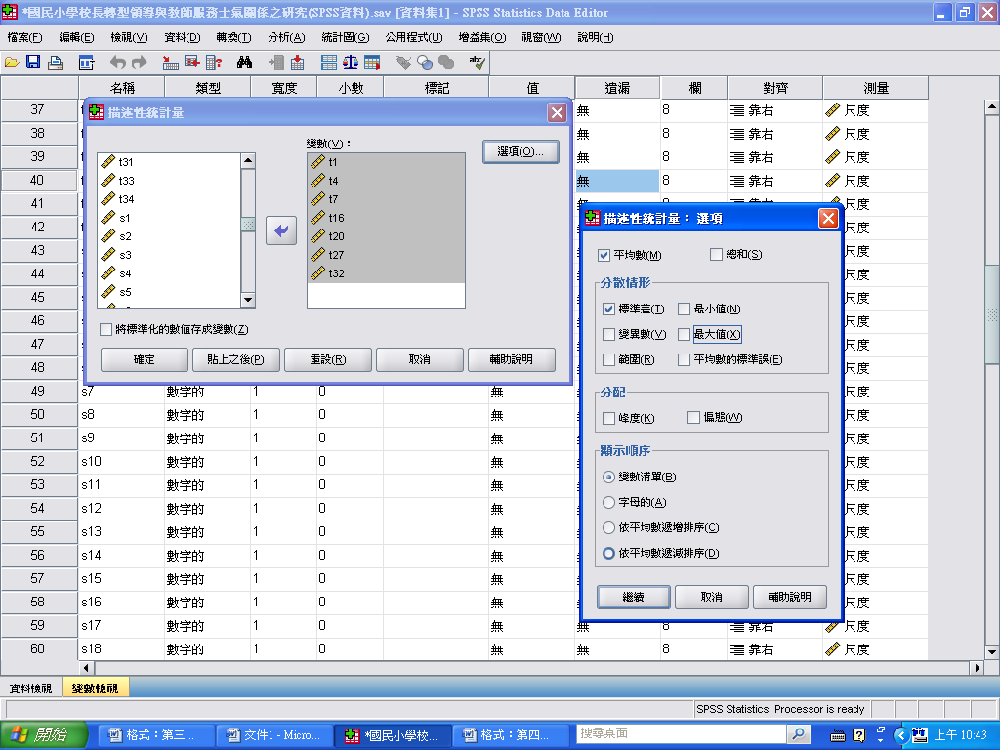 *國民小學校長轉型領導與教師服務士氣關係之研究(SPSS資料).sav [資料集1] - SPSS Statistics Data Editor
檔案(F) 編輯(E) 檢視(V) 資料(D) 轉換(T) 分析(A) 統計圖(G) 公用程式(U) 增益集(O) 視窗(W) 說明(H)
名稱 類型 寬度 小數 標記 值 遺漏 欄 對齊 測量
37 無 8 靠右 尺度
38 無 8 靠右 尺度
39 無 8 靠右 尺度
40 無 8 靠右 尺度
41 尺度
42 尺度
43 尺度
44 尺度
45 尺度
46 尺度
47 尺度
48 尺度
49 s7 數字的 1 0 無 尺度
50 s8 數字的 1 0 無 尺度
51 s9 數字的 1 0 無 尺度
52 s10 數字的 1 0 無 尺度
53 s11 數字的 1 0 無 尺度
54 s12 數字的 1 0 無 尺度
55 s13 數字的 1 0 無 尺度
56 s14 數字的 1 0 無 尺度
57 s15 數字的 1 0 無 尺度
58 s16 數字的 1 0 無 尺度
59 s17 數字的 1 0 無 無 8 靠右 尺度
60 s18 數字的 1 0 無 無 8 靠右 尺度
描述性統計量
變數(V)：
t31
t33
t34
s1
s2
s3
s4
s5
t1
t4
t7
t16
t20
t27
t32
選項(O)...
將標準化的數值存成變數(Z)
確定 貼上之後(P) 重設(R) 取消 輔助說明
描述性統計量： 選項
平均數(M) 總和(S)
分散情形
標準差(T) 最小值(N)
變異數(V) 最大值(X)
範圍(R) 平均數的標準誤(E)
分配
峰度(K) 偏態(W)
顯示順序
變數清單(B)
字母的(A)
依平均數遞增排序(C)
依平均數遞減排序(D)
繼續 取消 輔助說明
資料檢視 變數檢視
SPSS Statistics Processor is ready
開始 格式：第三... 文件1 - Micro... *國民小學校... 格式：第四... 搜尋桌面 上午 10:43